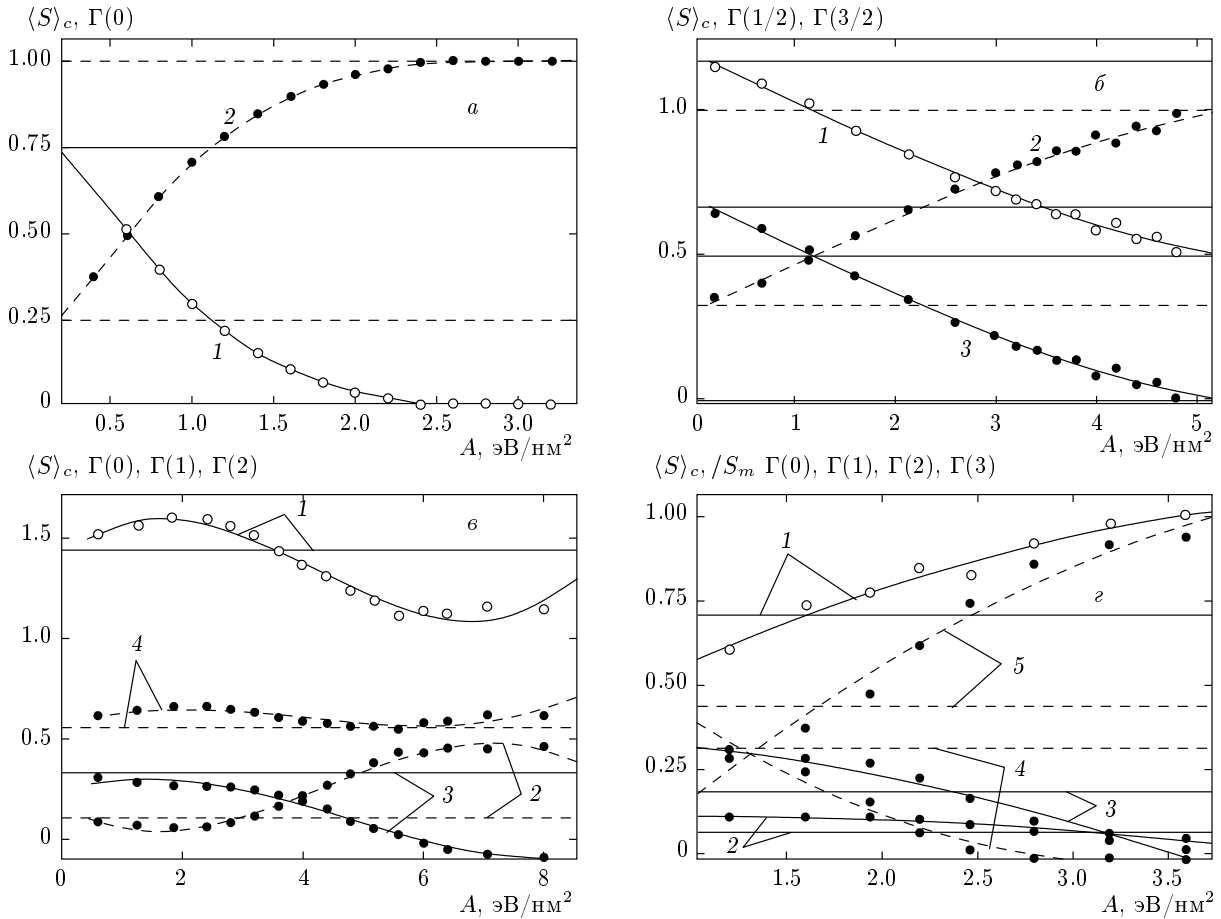 ⟨S⟩c, Γ(0)
1.00
0.75
0.50
0.25
0
2
а
1
0.5 1.0 1.5 2.0 2.5 3.0
A, эВ/нм²
⟨S⟩c, Γ(1/2), Γ(3/2)
1.0
0.5
0
б
1
2
3
0 1 2 3 4 5
A, эВ/нм²
⟨S⟩c, Γ(0), Γ(1), Γ(2)
1.5
1.0
0.5
0
1
в
4
3
2
0 2 4 6 8
A, эВ/нм²
⟨S⟩c, /Sm Γ(0), Γ(1), Γ(2), Γ(3)
1.00
0.75
0.50
0.25
0
1
г
5
4
3
2
1.5 2.0 2.5 3.0 3.5
A, эВ/нм²